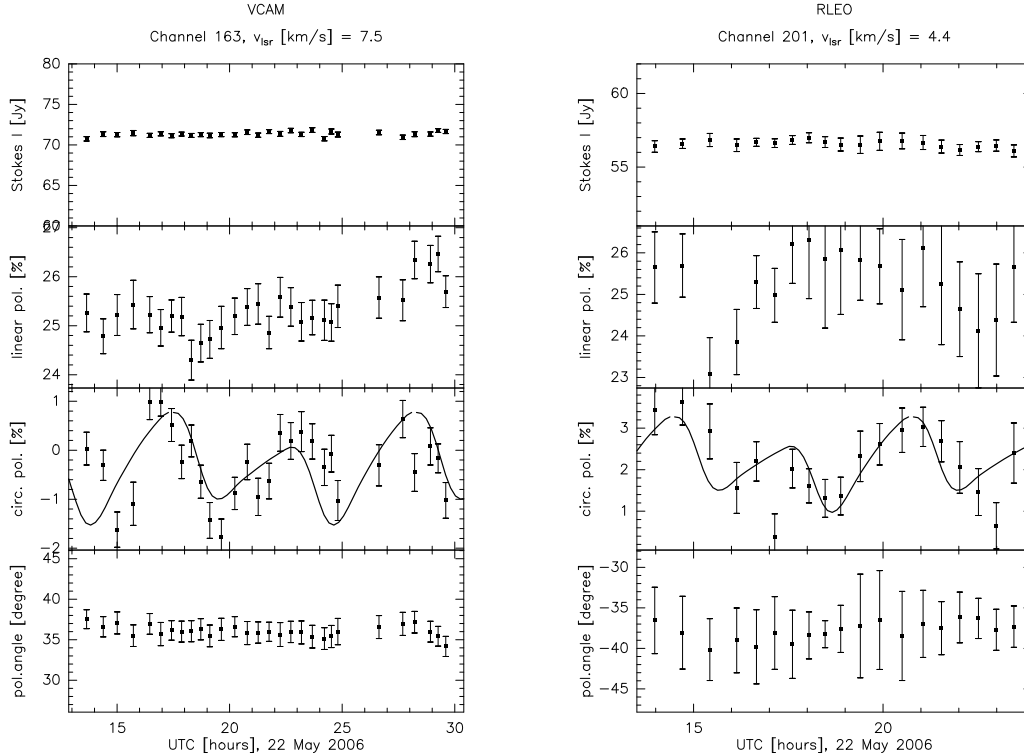 VCAM
Channel 163, vlsr [km/s] = 7.5
80
75
70
65
60
Stokes I [Jy]
27
26
25
24
linear pol. [%]
1
0
−1
−2
circ. pol. [%]
45
40
35
30
pol.angle [degree]
15 20 25 30
UTC [hours], 22 May 2006
RLEO
Channel 201, vlsr [km/s] = 4.4
60
55
Stokes I [Jy]
26
25
24
23
linear pol. [%]
3
2
1
circ. pol. [%]
−30
−35
−40
−45
pol.angle [degree]
15 20
UTC [hours], 22 May 2006